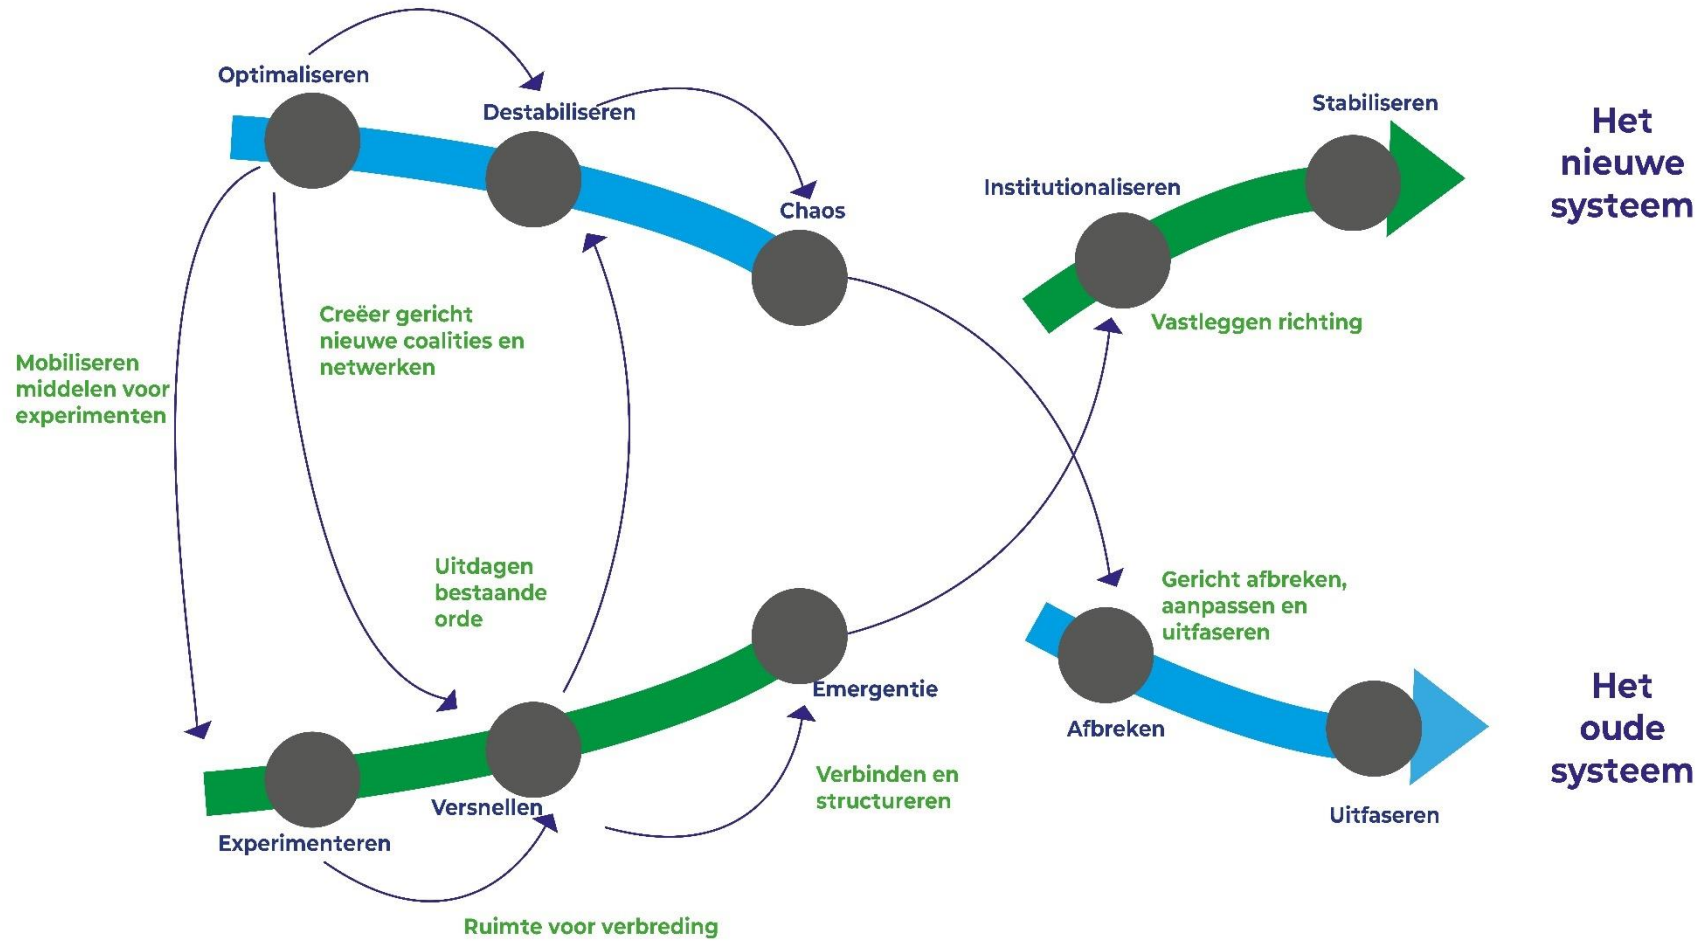 Optimaliseren
Destabiliseren
Chaos
Stabiliseren
Institutionaliseren
Het
nieuwe
systeem
Creëer gericht
nieuwe coalities en
netwerken
Vastleggen richting
Mobiliseren
middelen voor
experimenten
Uitdagen
bestaande
orde
Gericht afbreken,
aanpassen en
uitfaseren
Emergentie
Afbreken
Het
oude
systeem
Verbinden en
structureren
Versnellen
Uitfaseren
Experimenteren
Ruimte voor verbreding